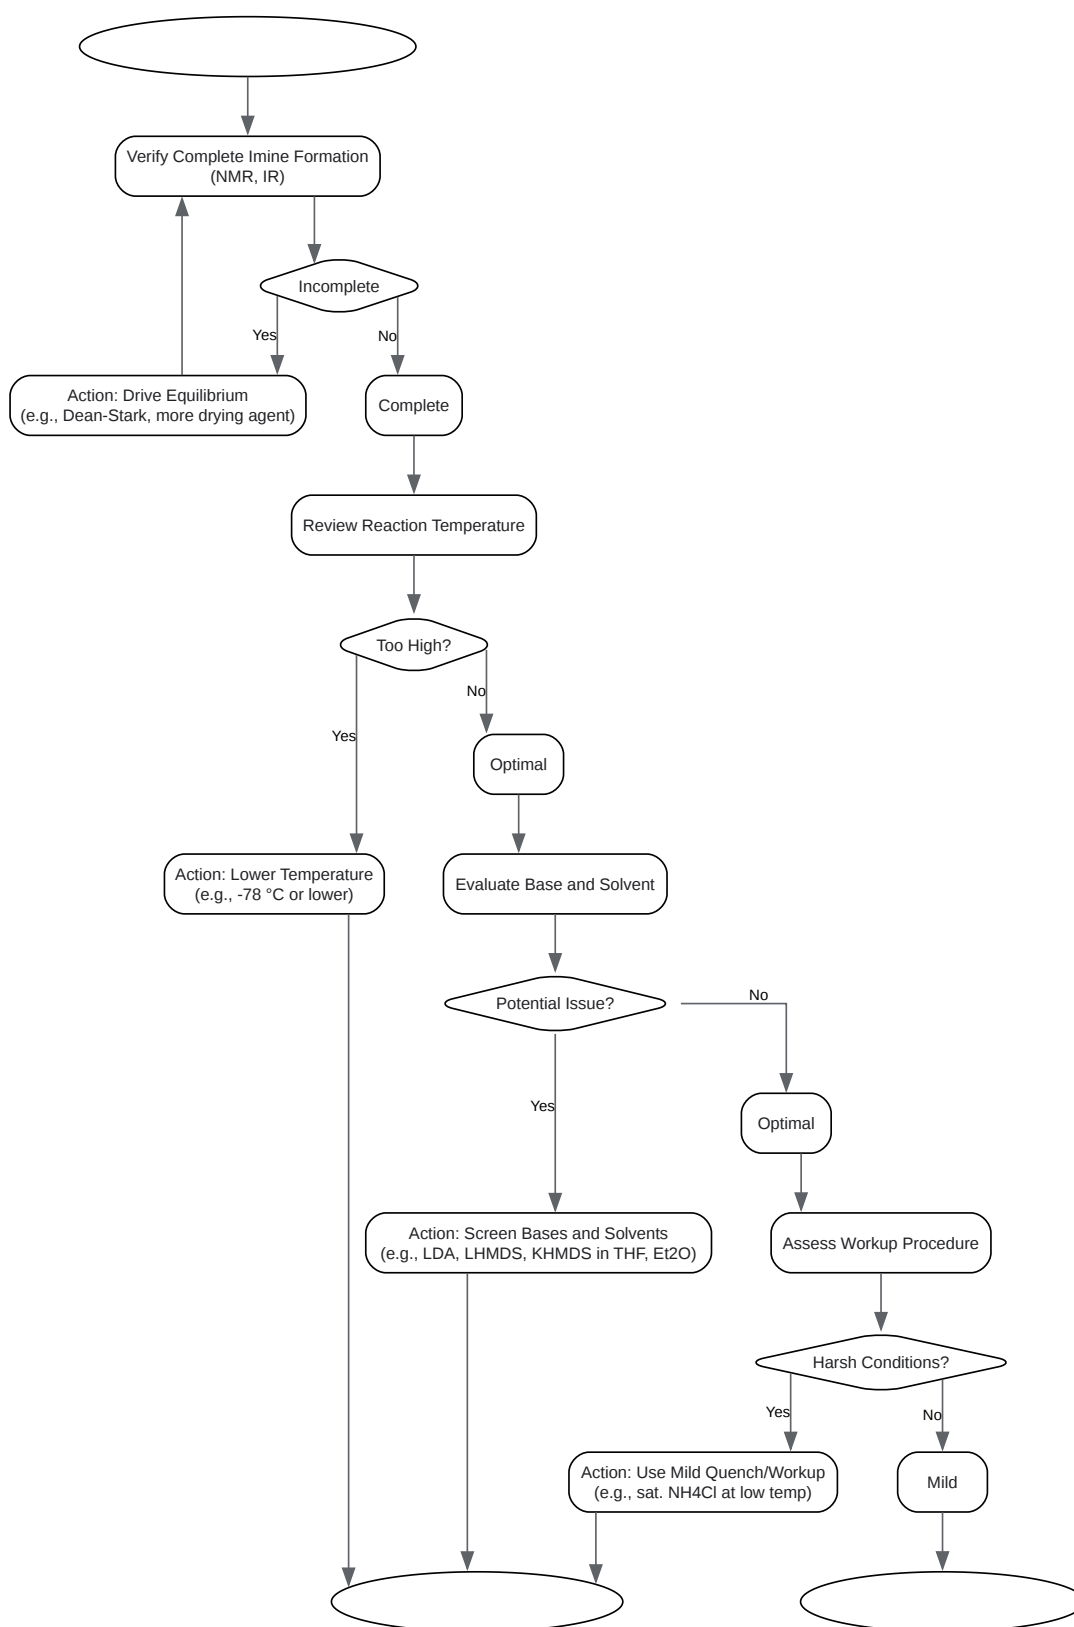 Verify Complete Imine Formation
(NMR, IR)
Incomplete
Yes
No
Action: Drive Equilibrium
(e.g., Dean-Stark, more drying agent)
Complete
Review Reaction Temperature
Too High?
No
Yes
Optimal
Action: Lower Temperature
(e.g., -78 °C or lower)
Evaluate Base and Solvent
Potential Issue?
No
Yes
Optimal
Action: Screen Bases and Solvents
(e.g., LDA, LHMDS, KHMDS in THF, Et2O)
Assess Workup Procedure
Harsh Conditions?
Yes
No
Action: Use Mild Quench/Workup
(e.g., sat. NH4Cl at low temp)
Mild